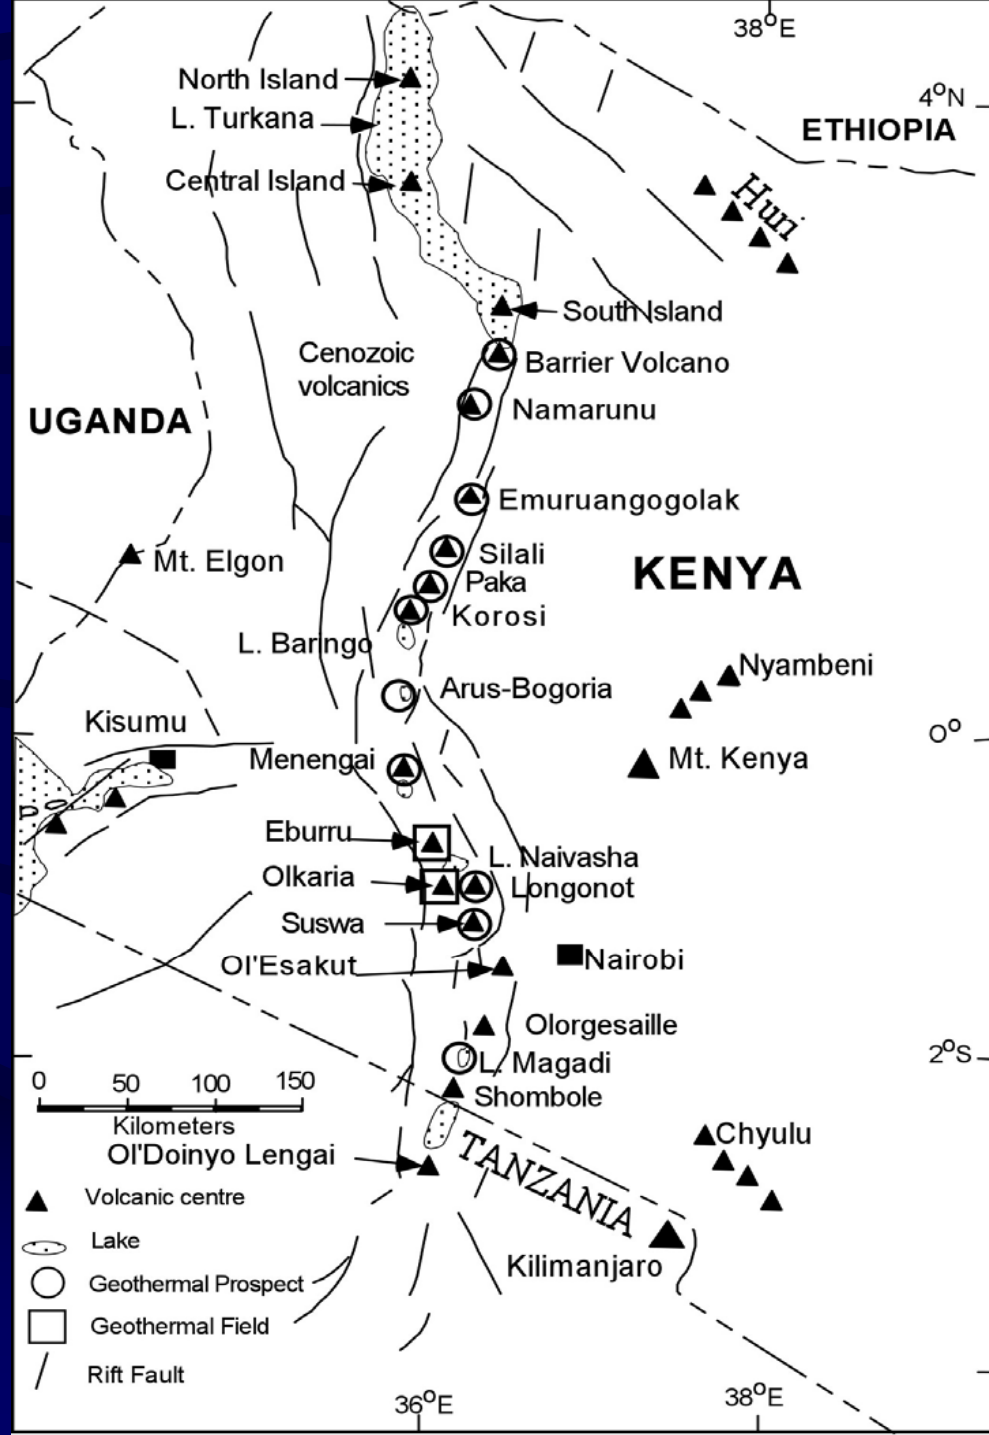 38°E
North Island
4°N
L. Turkana
ETHIOPIA
Central Island
Huri
South Island
Cenozoic
volcanics
Barrier Volcano
Namarunu
UGANDA
Emuruangogolak
Silali
Mt. Elgon
KENYA
Paka
Korosi
L. Baringo
Nyambeni
Arus-Bogoria
Kisumu
0°
Menengai
Mt. Kenya
Eburru
L. Naivasha
Olkaria
Longonot
Suswa
Nairobi
Ol'Esakut
Olorgesaille
2°S
L. Magadi
0 50 100 150
Shombole
Kilometers
Chyulu
Ol'Doinyo Lengai
TANZANIA
Volcanic centre
Lake
Kilimanjaro
Geothermal Prospect
Geothermal Field
Rift Fault
36°E
38°E